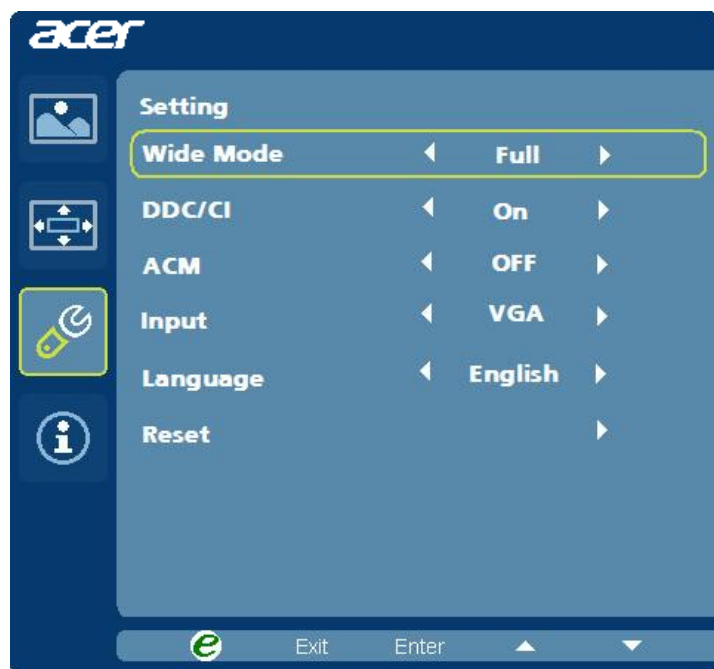 acer
Setting
Wide Mode Full
DDC/CI On
ACM OFF
Input VGA
Language English
Reset
e Exit Enter